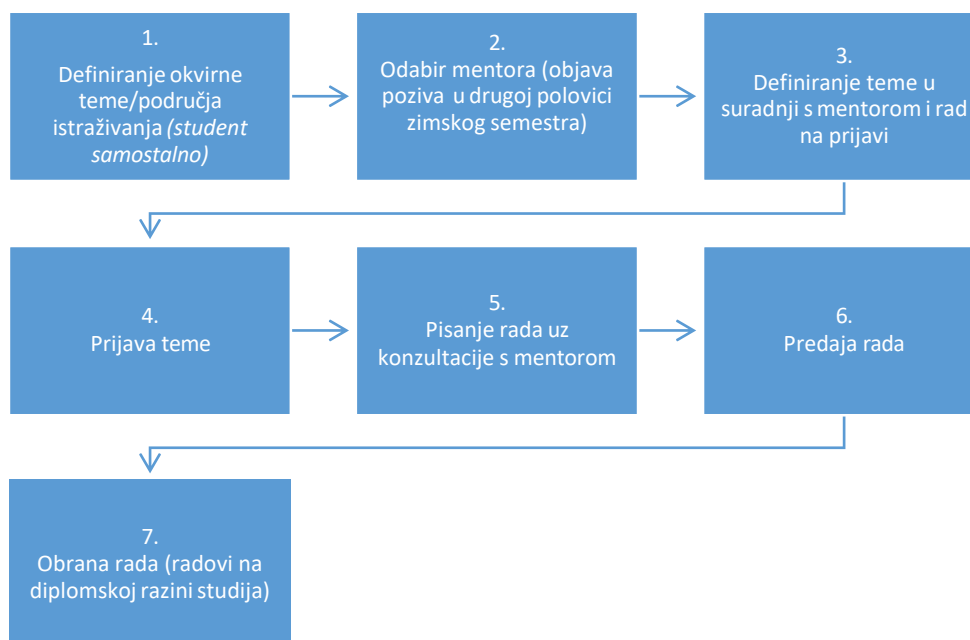 1.
Definiranje okvirne
teme/područja
istraživanja (student
samostalno)
2.
Odabir mentora (objava
poziva u drugoj polovici
zimskog semestra)
3.
Definiranje teme u
suradnji s mentorom i rad
na prijavi
4.
Prijava teme
5.
Pisanje rada uz
konzultacije s mentorom
6.
Predaja rada
7.
Obrana rada (radovi na
diplomskoj razini studija)